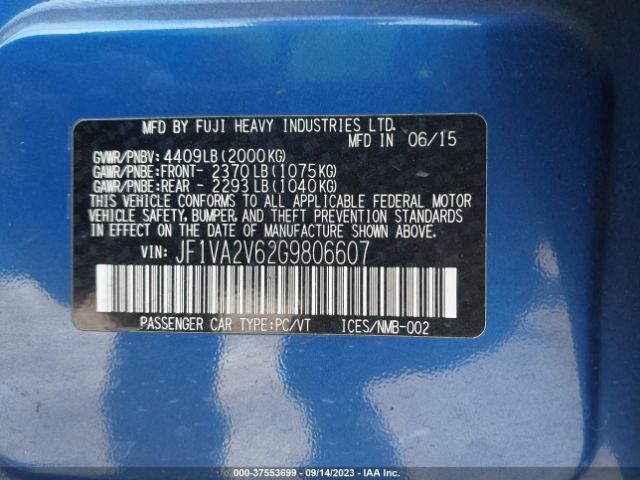 MFD BY FUJI HEAVY INDUSTRIES LTD.
MFD IN 06/15
GVWR/PNBV: 4409LB(2000KG)
GAWR/PNBE:FRONT- 2370LB(1075KG)
GAWR/PNBE:REAR - 2293LB(1040KG)
THIS VEHICLE CONFORMS TO ALL APPLICABLE FEDERAL MOTOR
VEHICLE SAFETY, BUMPER, AND THEFT PREVENTION STANDARDS
IN EFFECT ON THE DATE OF MANUFACTURE SHOWN ABOVE.
VIN: JF1VA2V62G9806607
PASSENGER CAR TYPE:PC/VT ICES/NMB-002
000-37553699 - 09/14/2023 - IAA Inc.